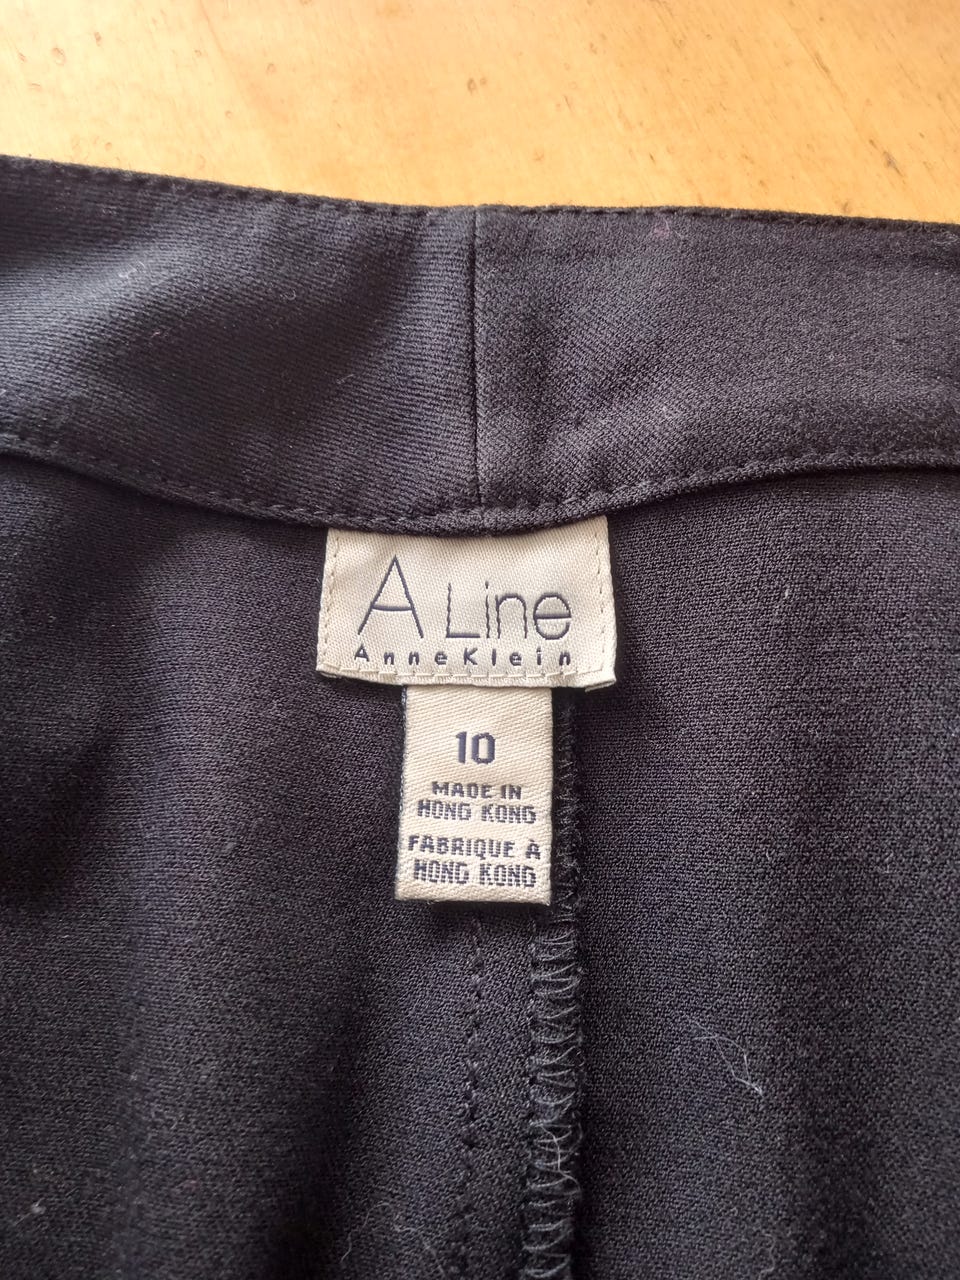 A Line
AnneKlein
10
MADE IN
HONG KONG
FABRIQUE À
HONG KONG